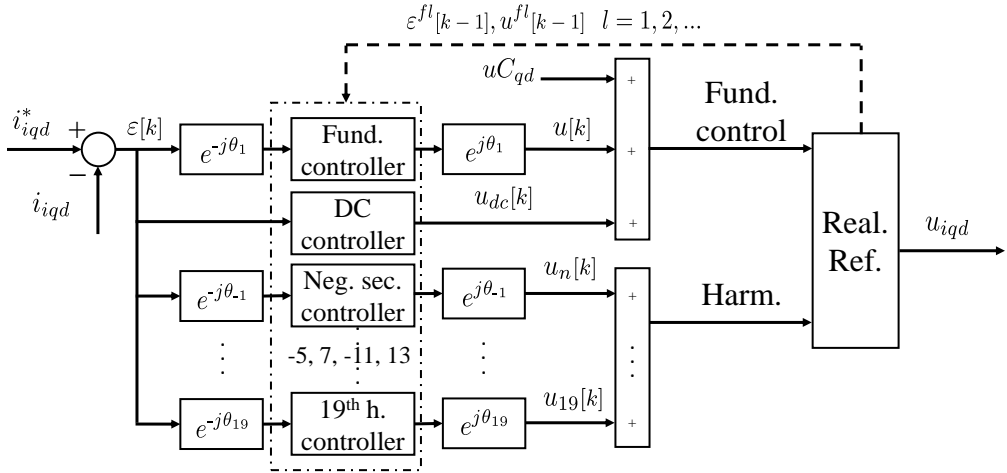 ε^{fl}[k−1], u^{fl}[k−1] l = 1, 2, ...
uC_{qd}
i*_{iqd} + ε[k] e^{-jθ_1} Fund. controller e^{jθ_1} u[k] + + Fund. control
−
i_{iqd}
DC controller u_{dc}[k] +
Real. Ref. u_{iqd}
e^{-jθ_{-1}} Neg. sec. controller e^{jθ_{-1}} u_n[k] + Harm.
-5, 7, -11, 13
e^{-jθ_{19}} 19^{th} h. controller e^{jθ_{19}} u_{19}[k] +